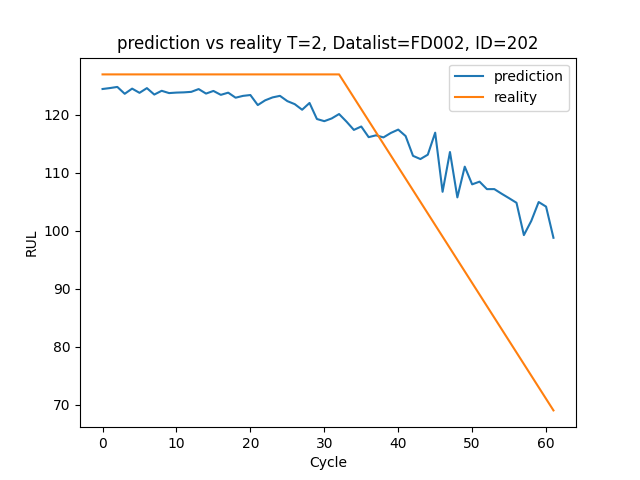 prediction vs reality T=2, Datalist=FD002, ID=202
prediction
reality
RUL
120
110
100
90
80
70
0 10 20 30 40 50 60
Cycle